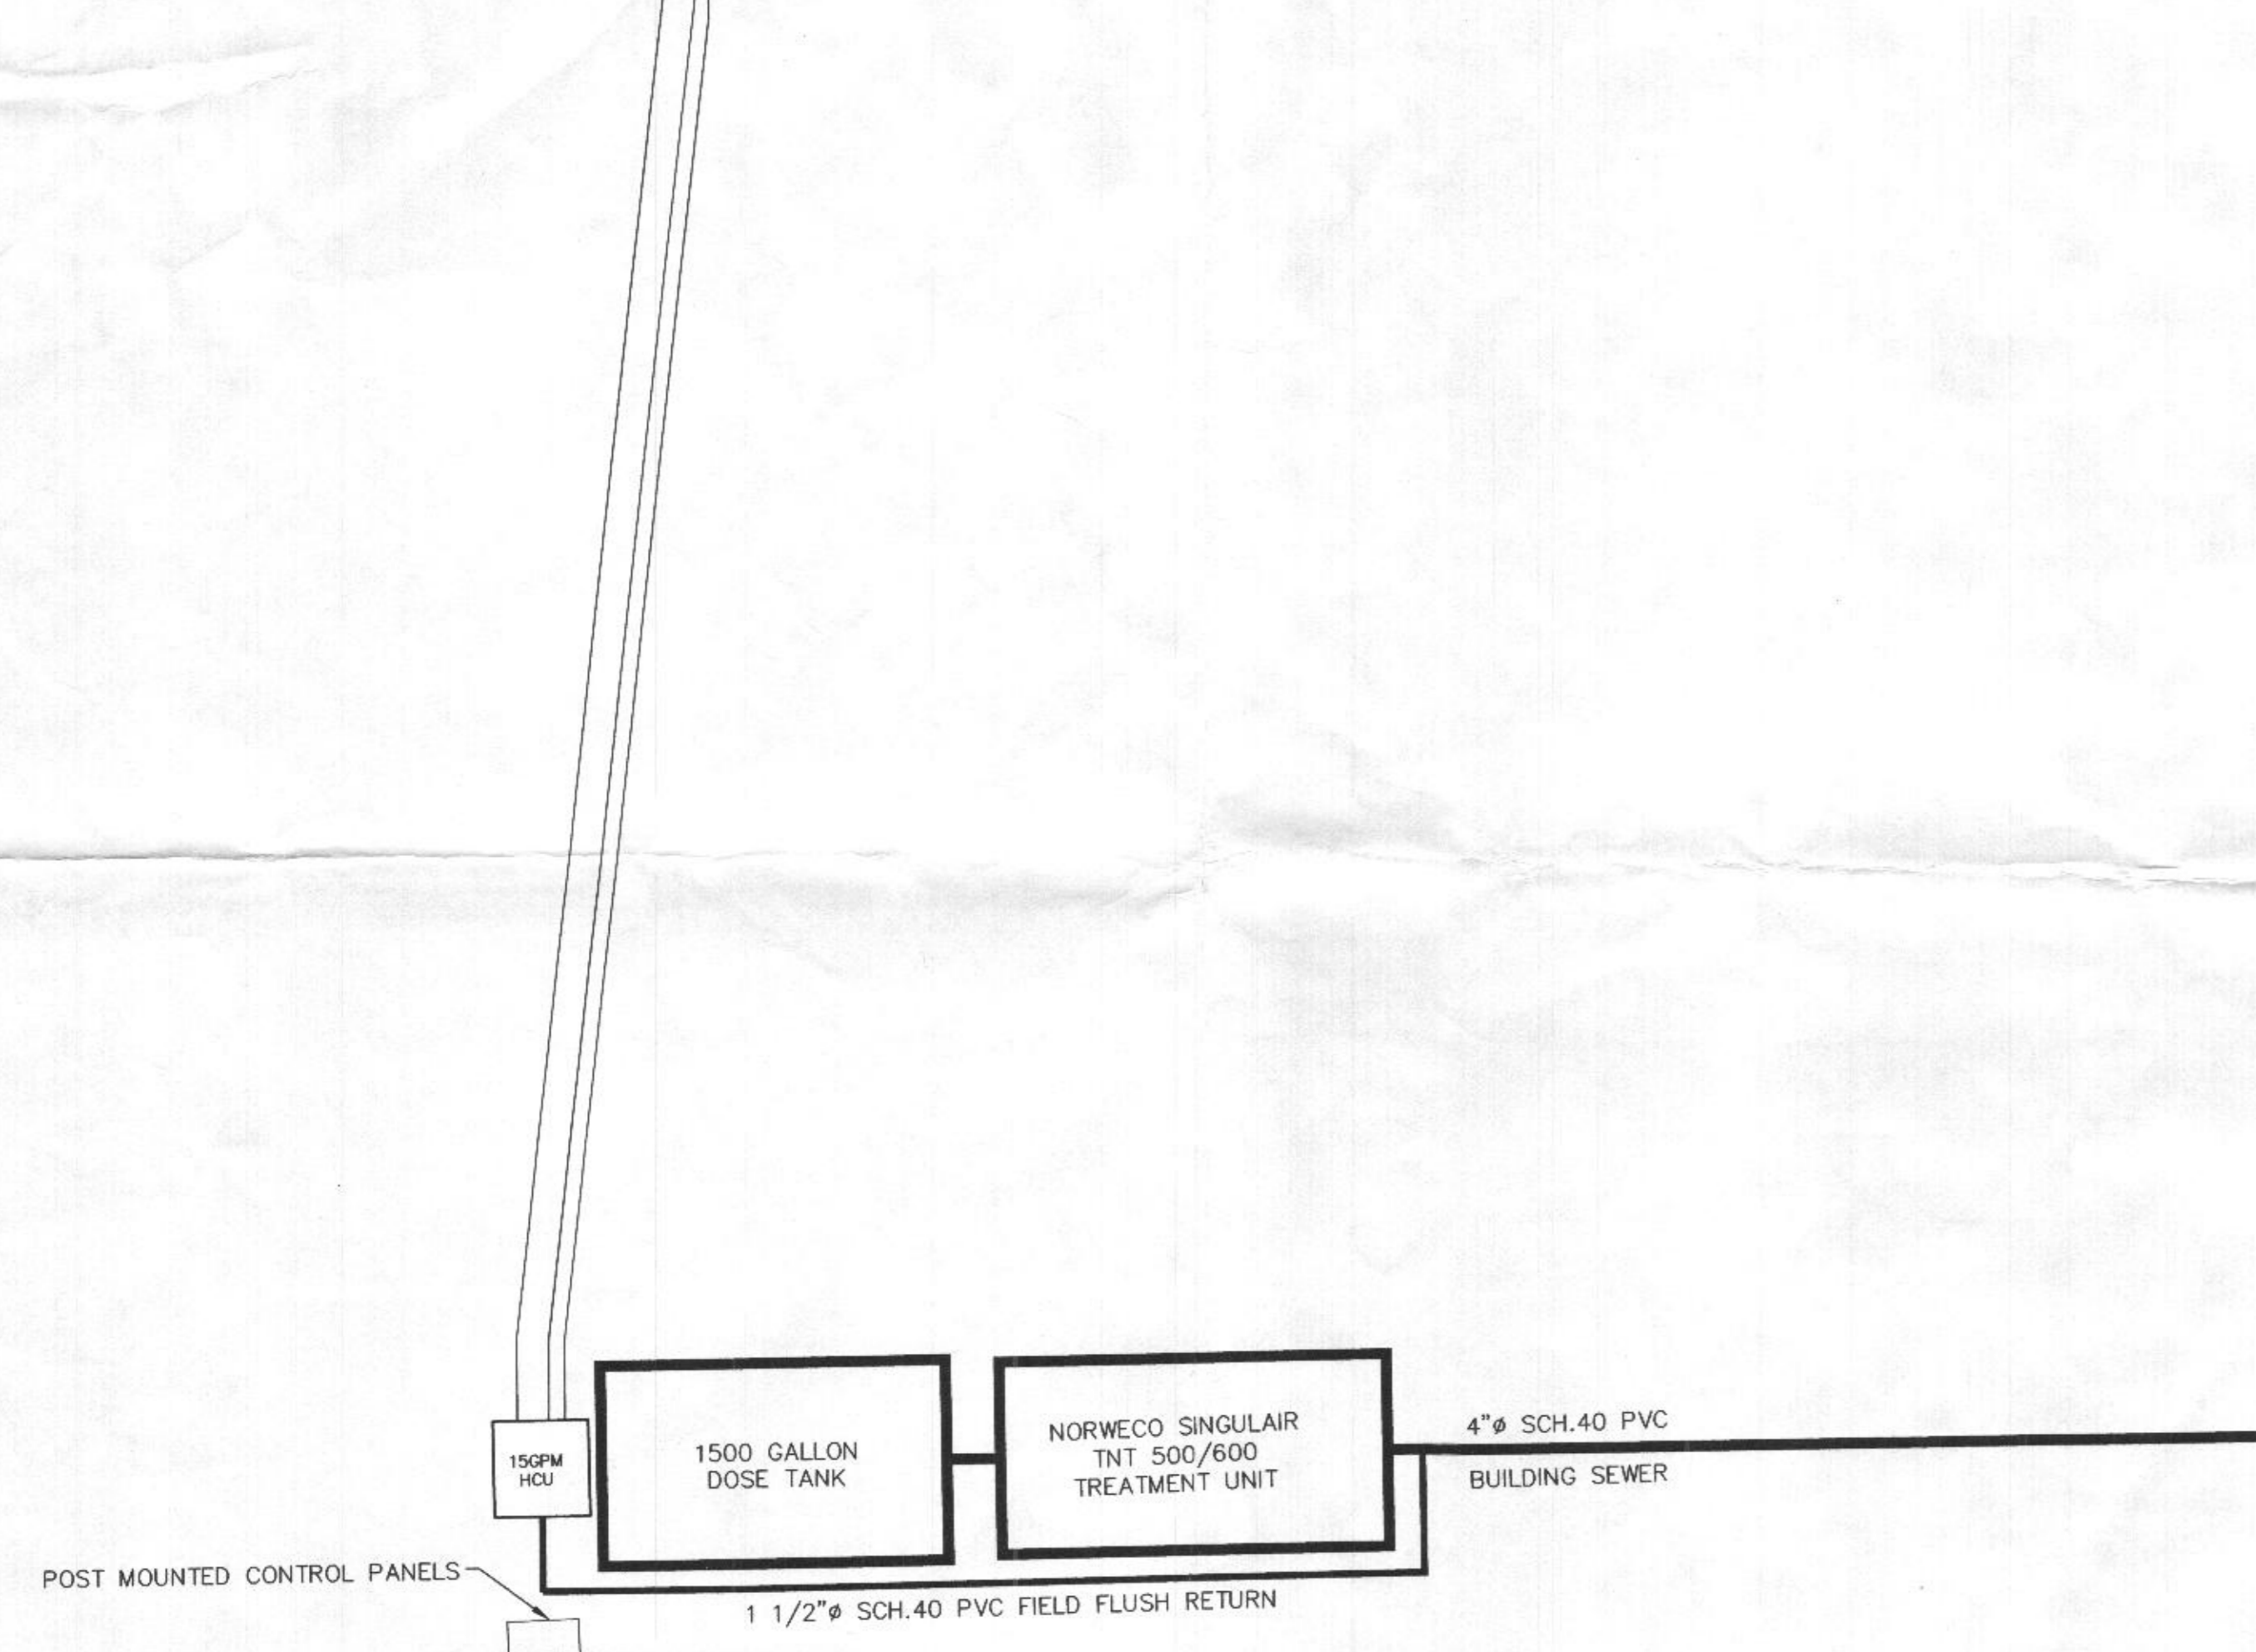 15GPM
HCU
1500 GALLON
DOSE TANK
NORWECO SINGULAIR
TNT 500/600
TREATMENT UNIT
4"ø SCH.40 PVC
BUILDING SEWER
POST MOUNTED CONTROL PANELS
1 1/2"ø SCH.40 PVC FIELD FLUSH RETURN